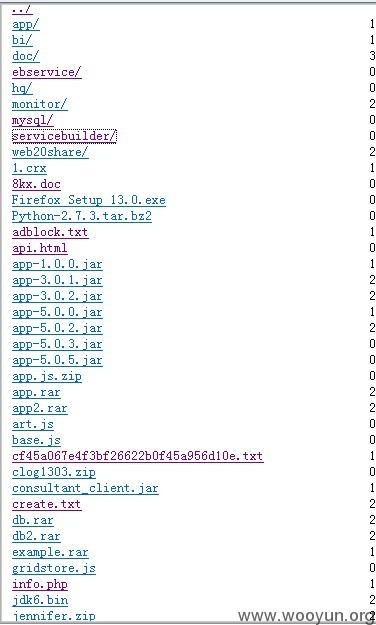 ../
app/ 1
bi/ 1
doc/ 3
ebservice/ 0
hq/ 0
monitor/ 2
mysql/ 0
servicebuilder/ 0
web20share/ 2
1.crx 1
8kx.doc 0
Firefox Setup 13.0.exe 0
Python-2.7.3.tar.bz2 0
adblock.txt 1
api.html 0
app-1.0.0.jar 1
app-3.0.1.jar 2
app-3.0.2.jar 2
app-5.0.0.jar 1
app-5.0.2.jar 2
app-5.0.3.jar 0
app-5.0.5.jar 0
app.js.zip 0
app.rar 2
app2.rar 2
art.js 0
base.js 0
cf45a067e4f3bf26622b0f45a956d10e.txt 1
clog1303.zip 0
consultant_client.jar 1
create.txt 2
db.rar 2
db2.rar 2
example.rar 1
gridstore.js 0
info.php 1
jdk6.bin 2
jennifer.zip 2
www.wooyun.org